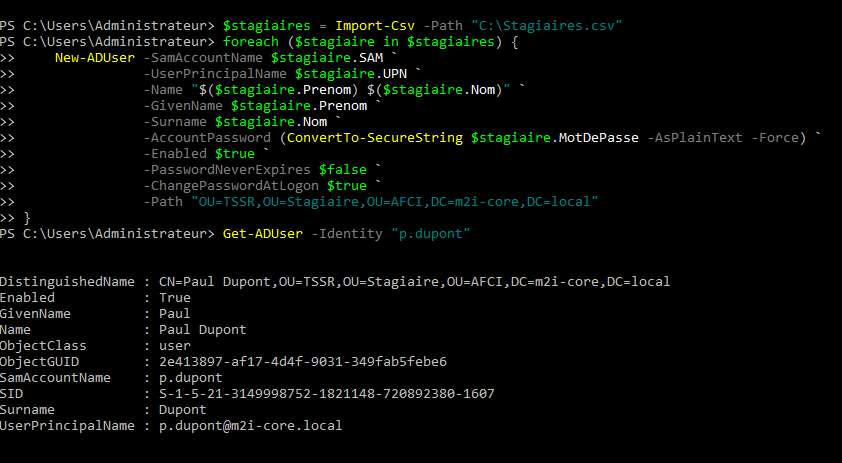 PS C:\Users\Administrateur> $stagiaires = Import-Csv -Path "C:\Stagiaires.csv"
PS C:\Users\Administrateur> foreach ($stagiaire in $stagiaires) {
>>     New-ADUser -SamAccountName $stagiaire.SAM `
>>                -UserPrincipalName $stagiaire.UPN `
>>                -Name "$($stagiaire.Prenom) $($stagiaire.Nom)" `
>>                -GivenName $stagiaire.Prenom `
>>                -Surname $stagiaire.Nom `
>>                -AccountPassword (ConvertTo-SecureString $stagiaire.MotDePasse -AsPlainText -Force) `
>>                -Enabled $true `
>>                -PasswordNeverExpires $false `
>>                -ChangePasswordAtLogon $true `
>>                -Path "OU=TSSR,OU=Stagiaire,OU=AFCI,DC=m2i-core,DC=local"
>> }
PS C:\Users\Administrateur> Get-ADUser -Identity "p.dupont"
DistinguishedName : CN=Paul Dupont,OU=TSSR,OU=Stagiaire,OU=AFCI,DC=m2i-core,DC=local
Enabled           : True
GivenName         : Paul
Name              : Paul Dupont
ObjectClass       : user
ObjectGUID        : 2e413897-af17-4d4f-9031-349fab5febe6
SamAccountName    : p.dupont
SID               : S-1-5-21-3149998752-1821148-720892380-1607
Surname           : Dupont
UserPrincipalName : p.dupont@m2i-core.local